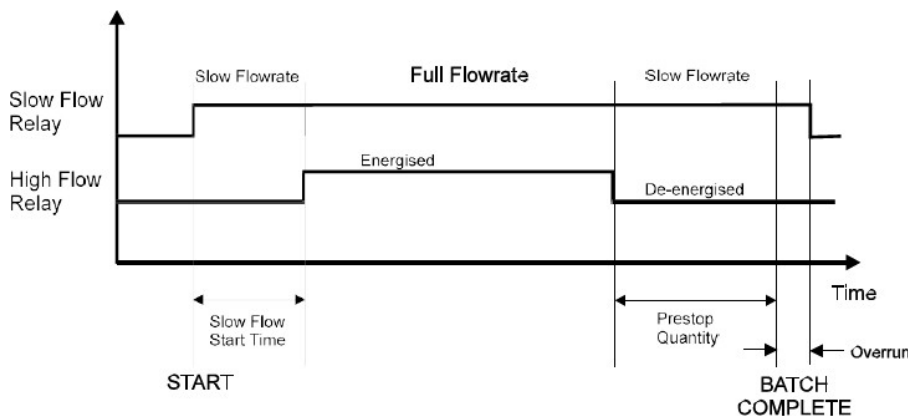 Slow Flowrate
Full Flowrate
Slow Flowrate
Slow Flow
Relay
Energised
High Flow
Relay
De-energised
Time
Slow Flow
Start Time
Prestop
Quantity
Overrun
START
BATCH
COMPLETE